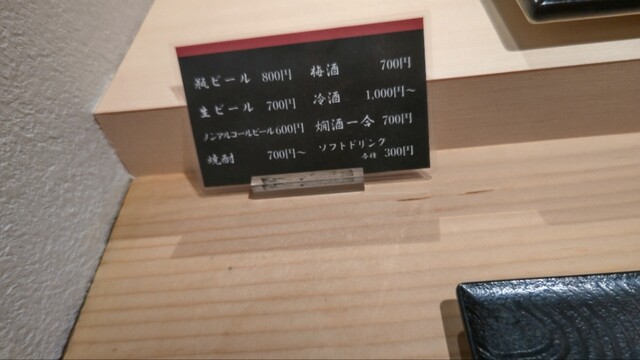 瓶ビール 800円
生ビール 700円
ノンアルコールビール 600円
焼酎 700円～
梅酒 700円
冷酒 1,000円～
燗酒一合 700円
ソフトドリンク
各種 300円